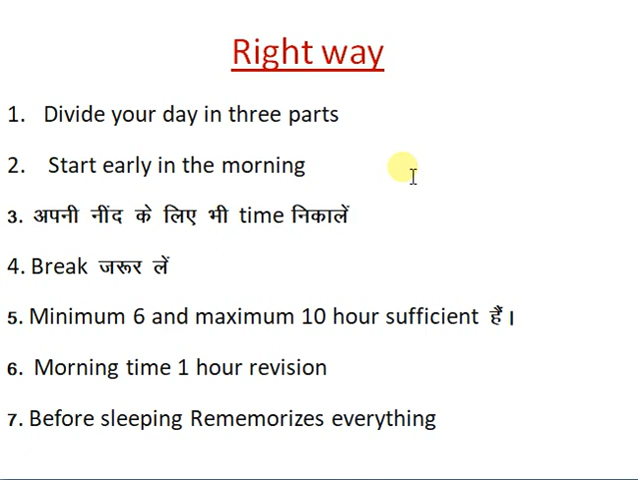 Right way
1. Divide your day in three parts
2. Start early in the morning
3. अपनी नींद के लिए भी time निकालें
4. Break जरूर लें
5. Minimum 6 and maximum 10 hour sufficient हैं।
6. Morning time 1 hour revision
7. Before sleeping Rememorizes everything